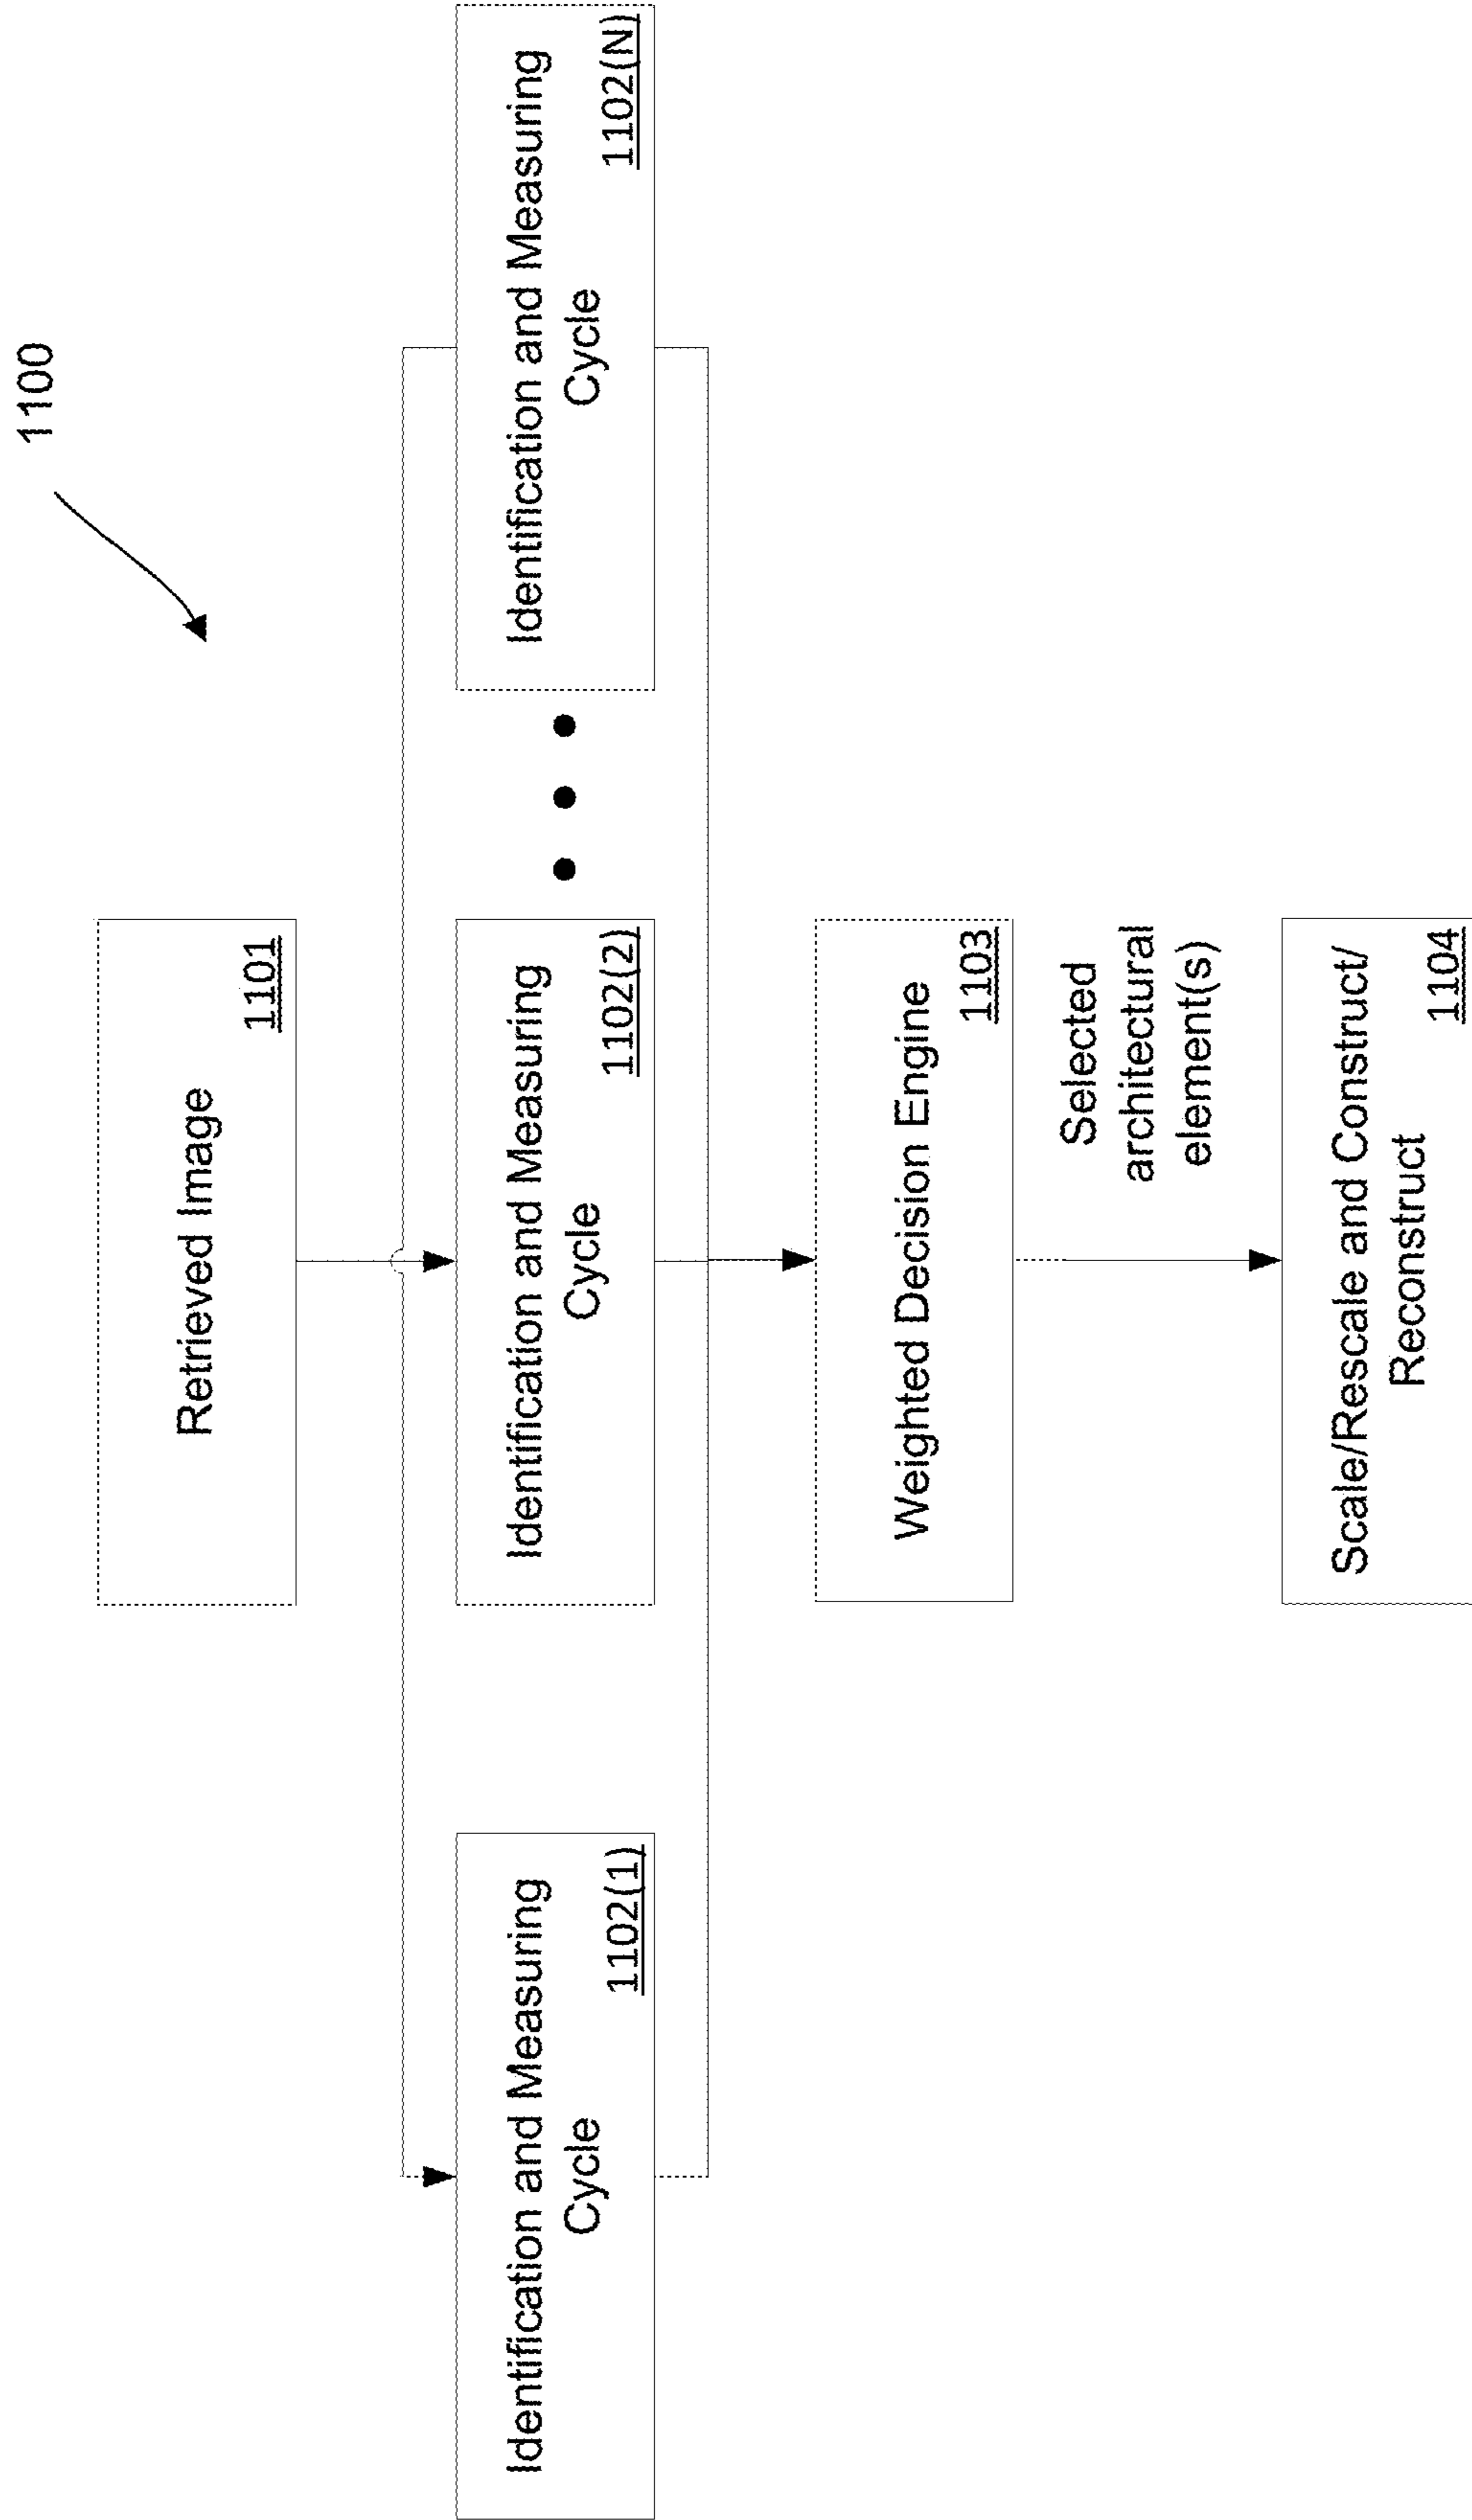 1100
Retrieved Image
1101
Identification and Measuring
Cycle
1102(1)
Identification and Measuring
Cycle
1102(2)
Identification and Measuring
Cycle
1102(N)
Weighted Decision Engine
1103
Selected
architectural
element(s)
Scale/Rescale and Construct/
Reconstruct
1104